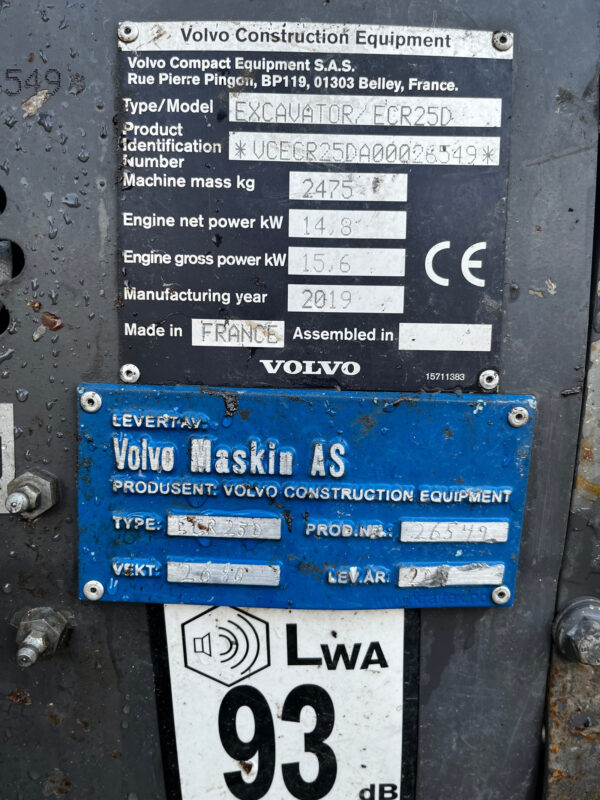 Volvo Construction Equipment
Volvo Compact Equipment S.A.S.
Rue Pierre Pingon, BP119, 01303 Belley, France.
Type/Model EXCAVATOR/ECR25D
Product Identification Number *VCECR25DA00026549*
Machine mass kg 2475
Engine net power kW 14,8
Engine gross power kW 15,6
CE
Manufacturing year 2019
Made in FRANCE Assembled in
VOLVO
15711383
LEVERT AV:
Volvo Maskin AS
PRODUSENT: VOLVO CONSTRUCTION EQUIPMENT
TYPE: ECR25D PROD.NR.: 26549
VEKT: LEV.ÅR:
LWA
93
dB